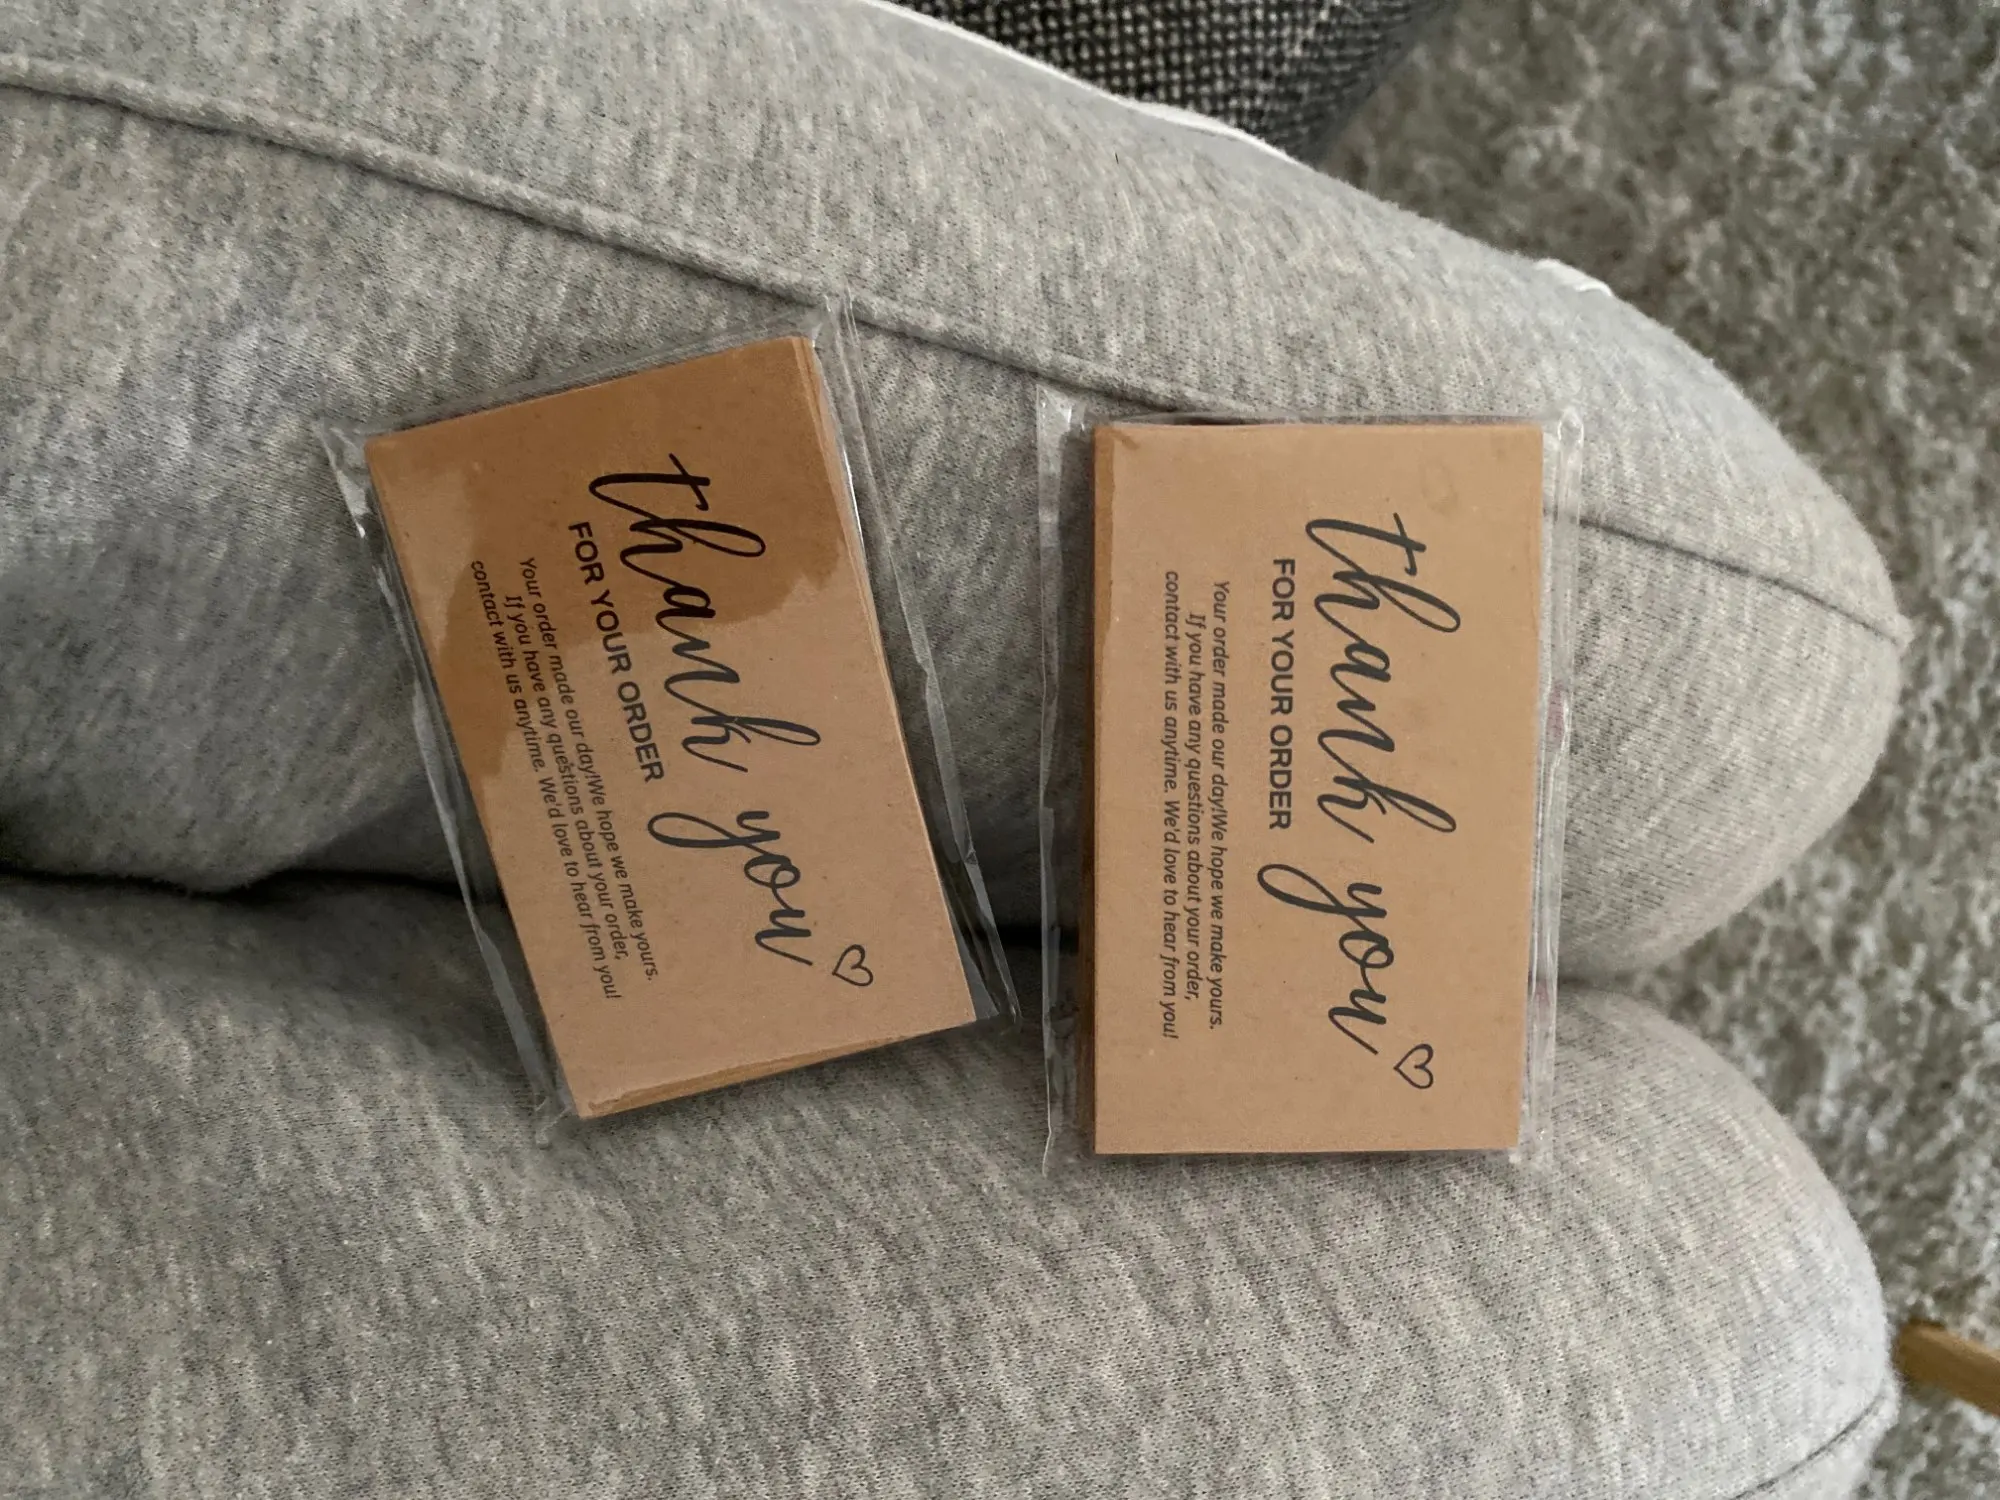 thank you
FOR YOUR ORDER
Your order made our day!We hope we make yours.
If you have any questions about your order,
contact with us anytime. We'd love to hear from you!
thank you
FOR YOUR ORDER
Your order made our day!We hope we make yours.
If you have any questions about your order,
contact with us anytime. We'd love to hear from you!